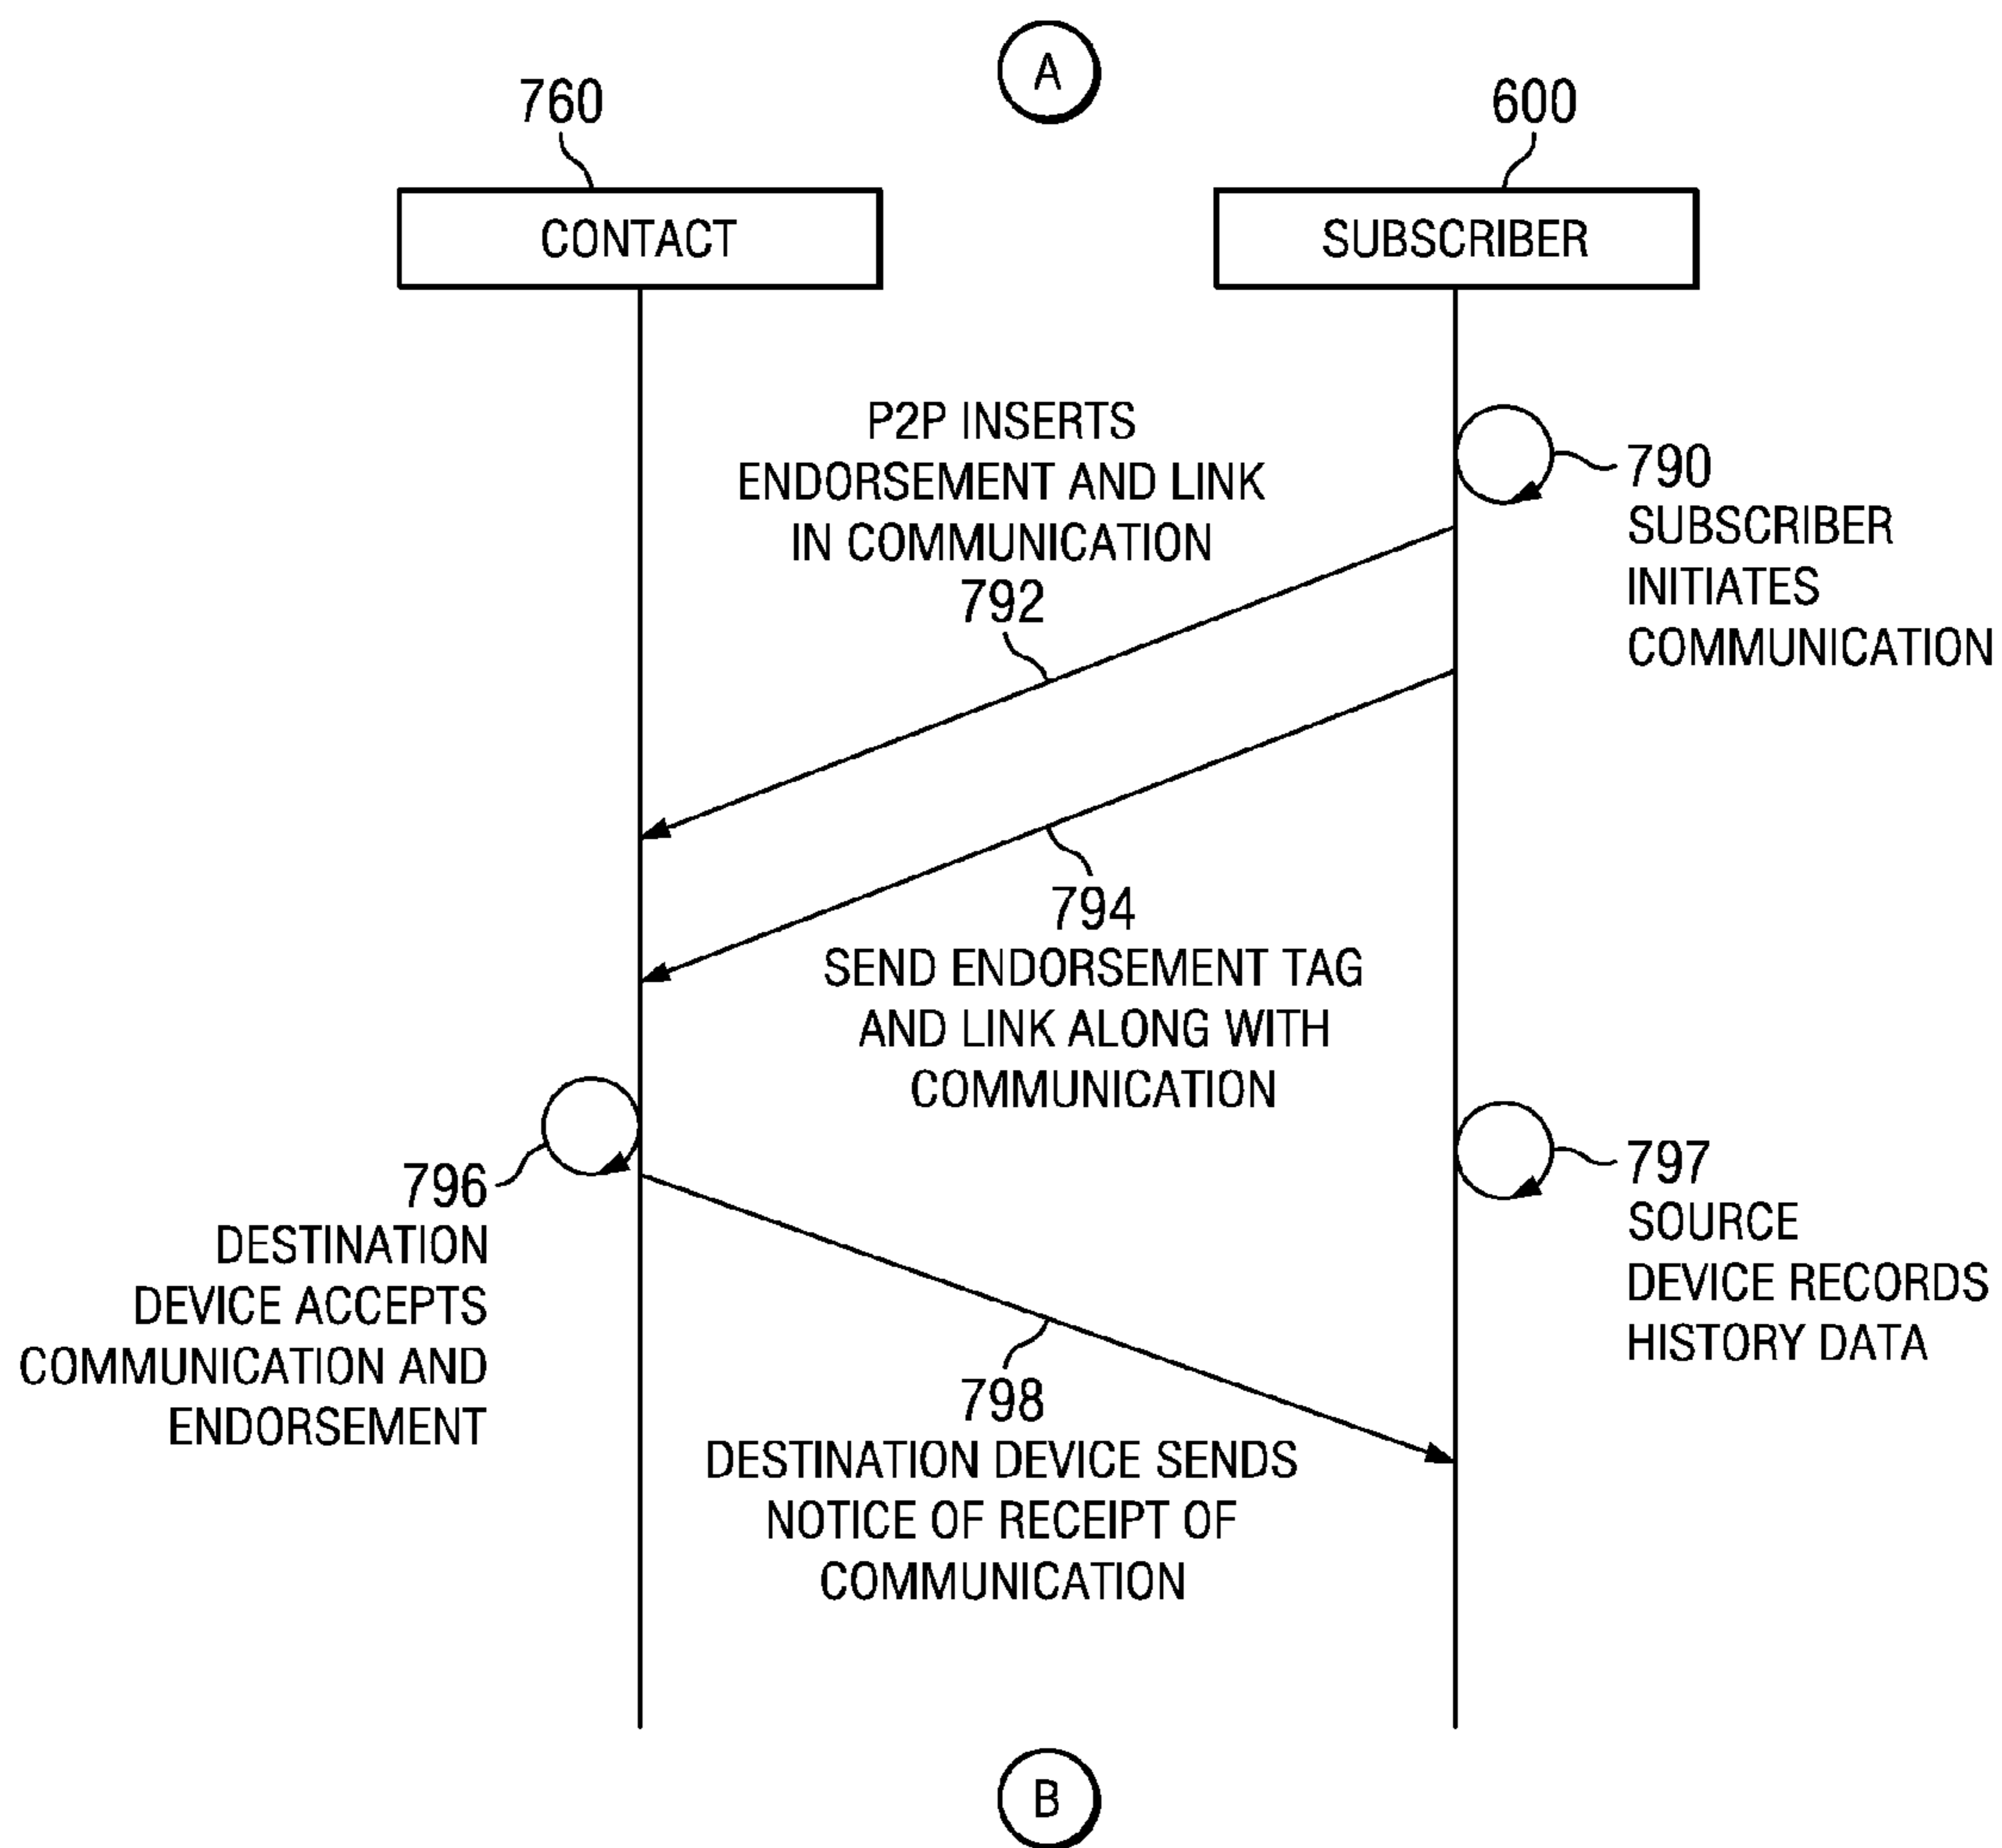 A
760
600
CONTACT
SUBSCRIBER
P2P INSERTS
ENDORSEMENT AND LINK
IN COMMUNICATION
792
790
SUBSCRIBER
INITIATES
COMMUNICATION
794
SEND ENDORSEMENT TAG
AND LINK ALONG WITH
COMMUNICATION
796
DESTINATION
DEVICE ACCEPTS
COMMUNICATION AND
ENDORSEMENT
797
SOURCE
DEVICE RECORDS
HISTORY DATA
798
DESTINATION DEVICE SENDS
NOTICE OF RECEIPT OF
COMMUNICATION
B